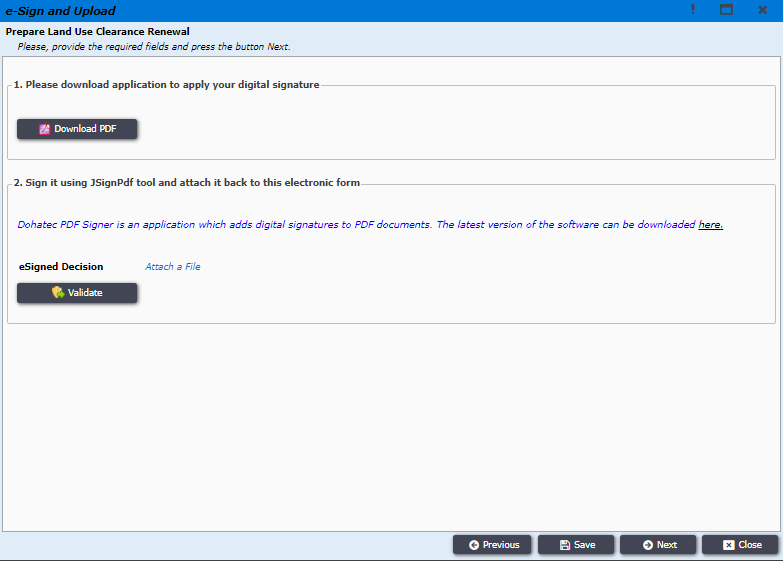 e-Sign and Upload
Prepare Land Use Clearance Renewal
Please, provide the required fields and press the button Next.
1. Please download application to apply your digital signature
Download PDF
2. Sign it using JSignPdf tool and attach it back to this electronic form
Dohatec PDF Signer is an application which adds digital signatures to PDF documents. The latest version of the software can be downloaded here.
eSigned Decision Attach a File
Validate
Previous Save Next Close